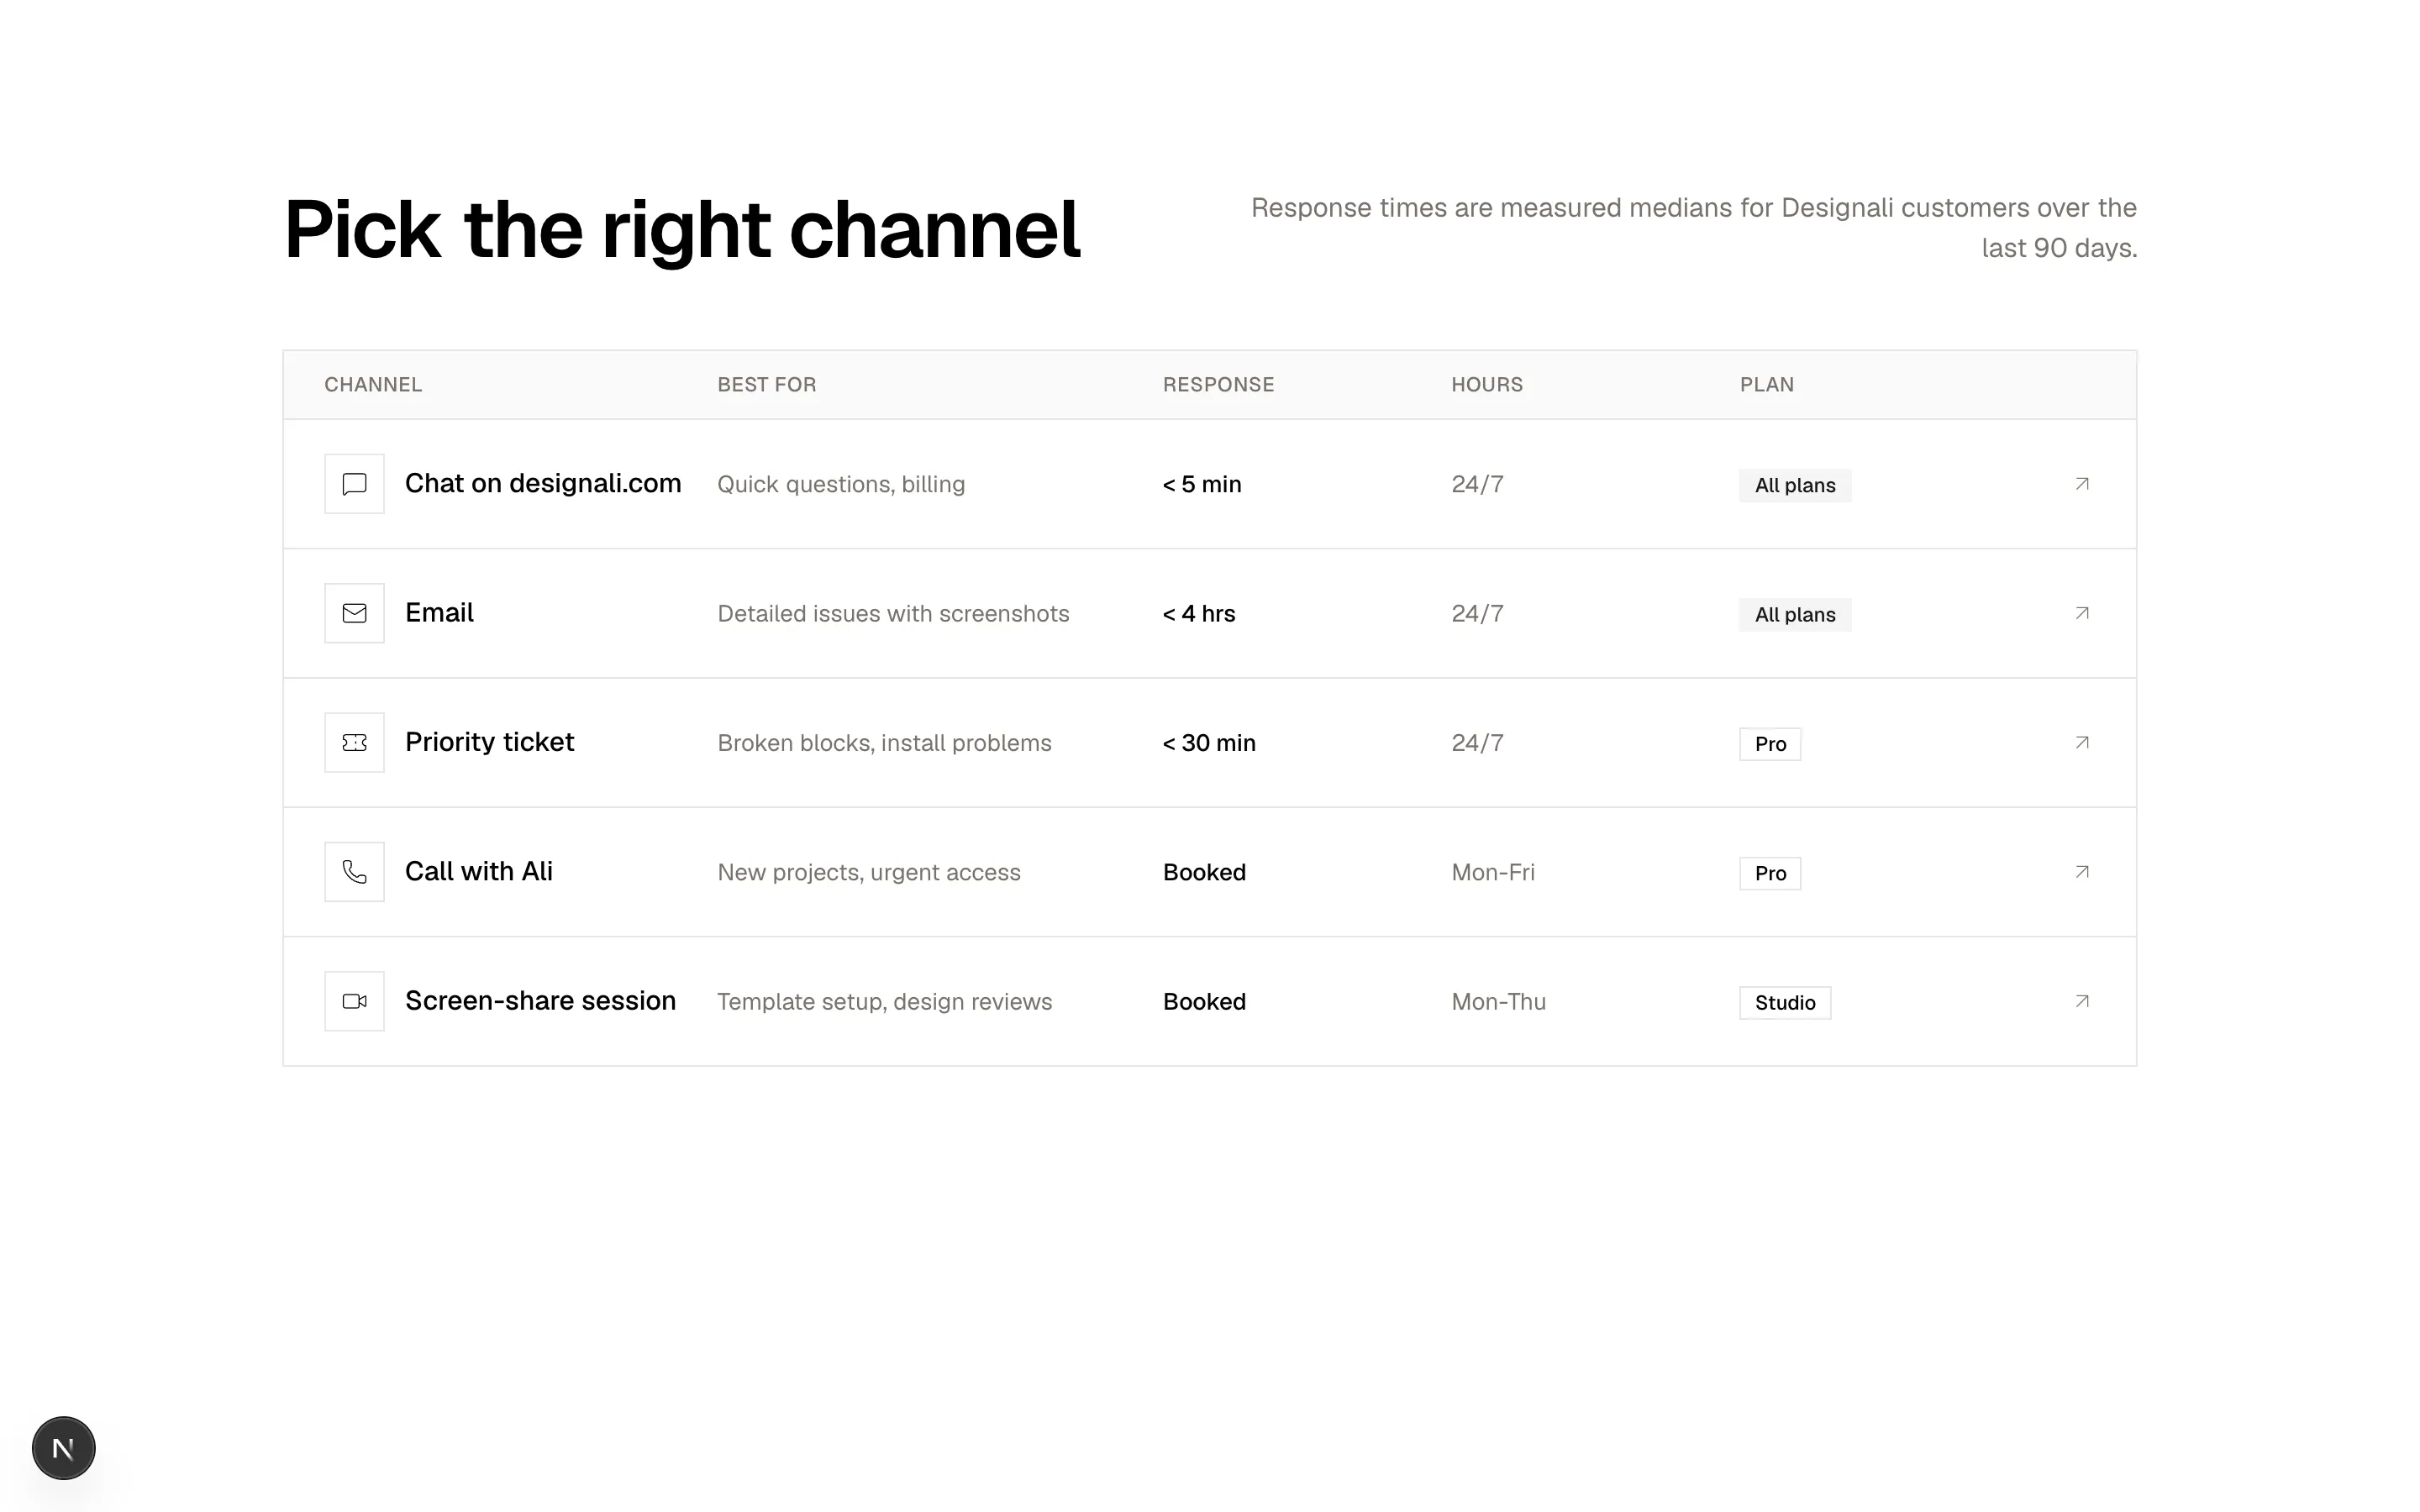 Pick the right channel
Response times are measured medians for Designali customers over the
last 90 days.
CHANNEL BEST FOR RESPONSE HOURS PLAN
Chat on designali.com Quick questions, billing < 5 min 24/7 All plans
Email Detailed issues with screenshots < 4 hrs 24/7 All plans
Priority ticket Broken blocks, install problems < 30 min 24/7 Pro
Call with Ali New projects, urgent access Booked Mon-Fri Pro
Screen-share session Template setup, design reviews Booked Mon-Thu Studio
N